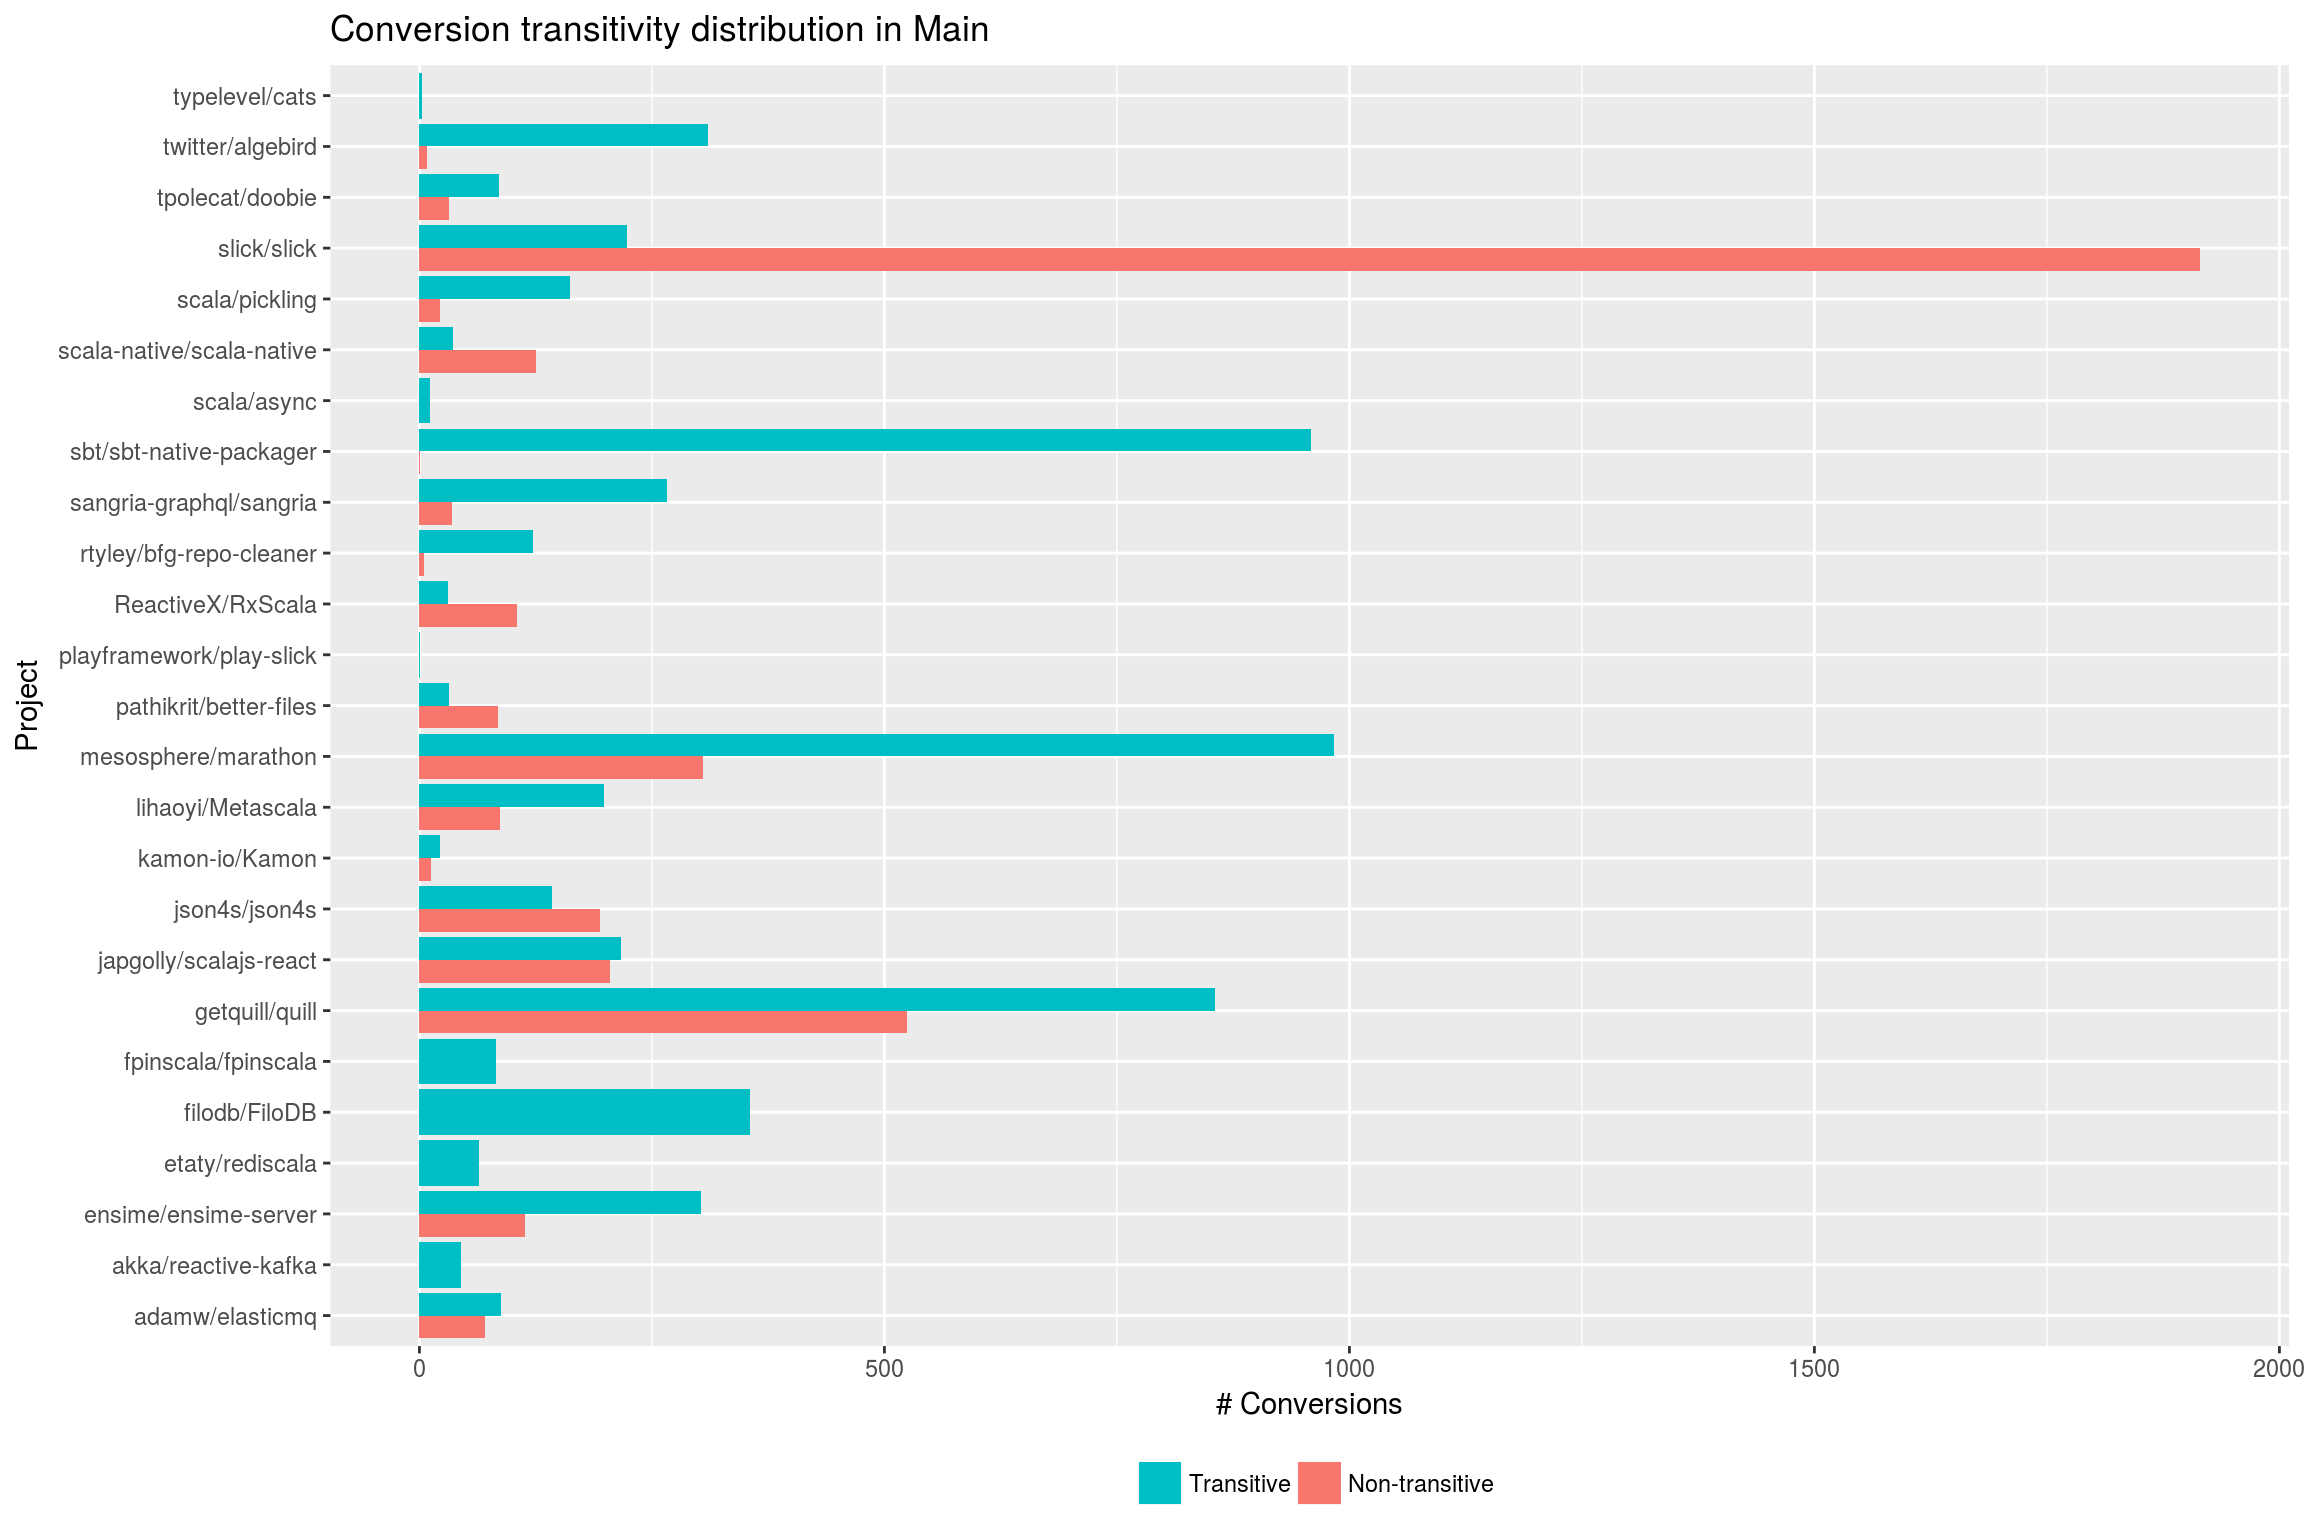 Conversion transitivity distribution in Main
Project
typelevel/cats
twitter/algebird
tpolecat/doobie
slick/slick
scala/pickling
scala-native/scala-native
scala/async
sbt/sbt-native-packager
sangria-graphql/sangria
rtyley/bfg-repo-cleaner
ReactiveX/RxScala
playframework/play-slick
pathikrit/better-files
mesosphere/marathon
lihaoyi/Metascala
kamon-io/Kamon
json4s/json4s
japgolly/scalajs-react
getquill/quill
fpinscala/fpinscala
filodb/FiloDB
etaty/rediscala
ensime/ensime-server
akka/reactive-kafka
adamw/elasticmq
0 500 1000 1500 2000
# Conversions
Transitive Non-transitive